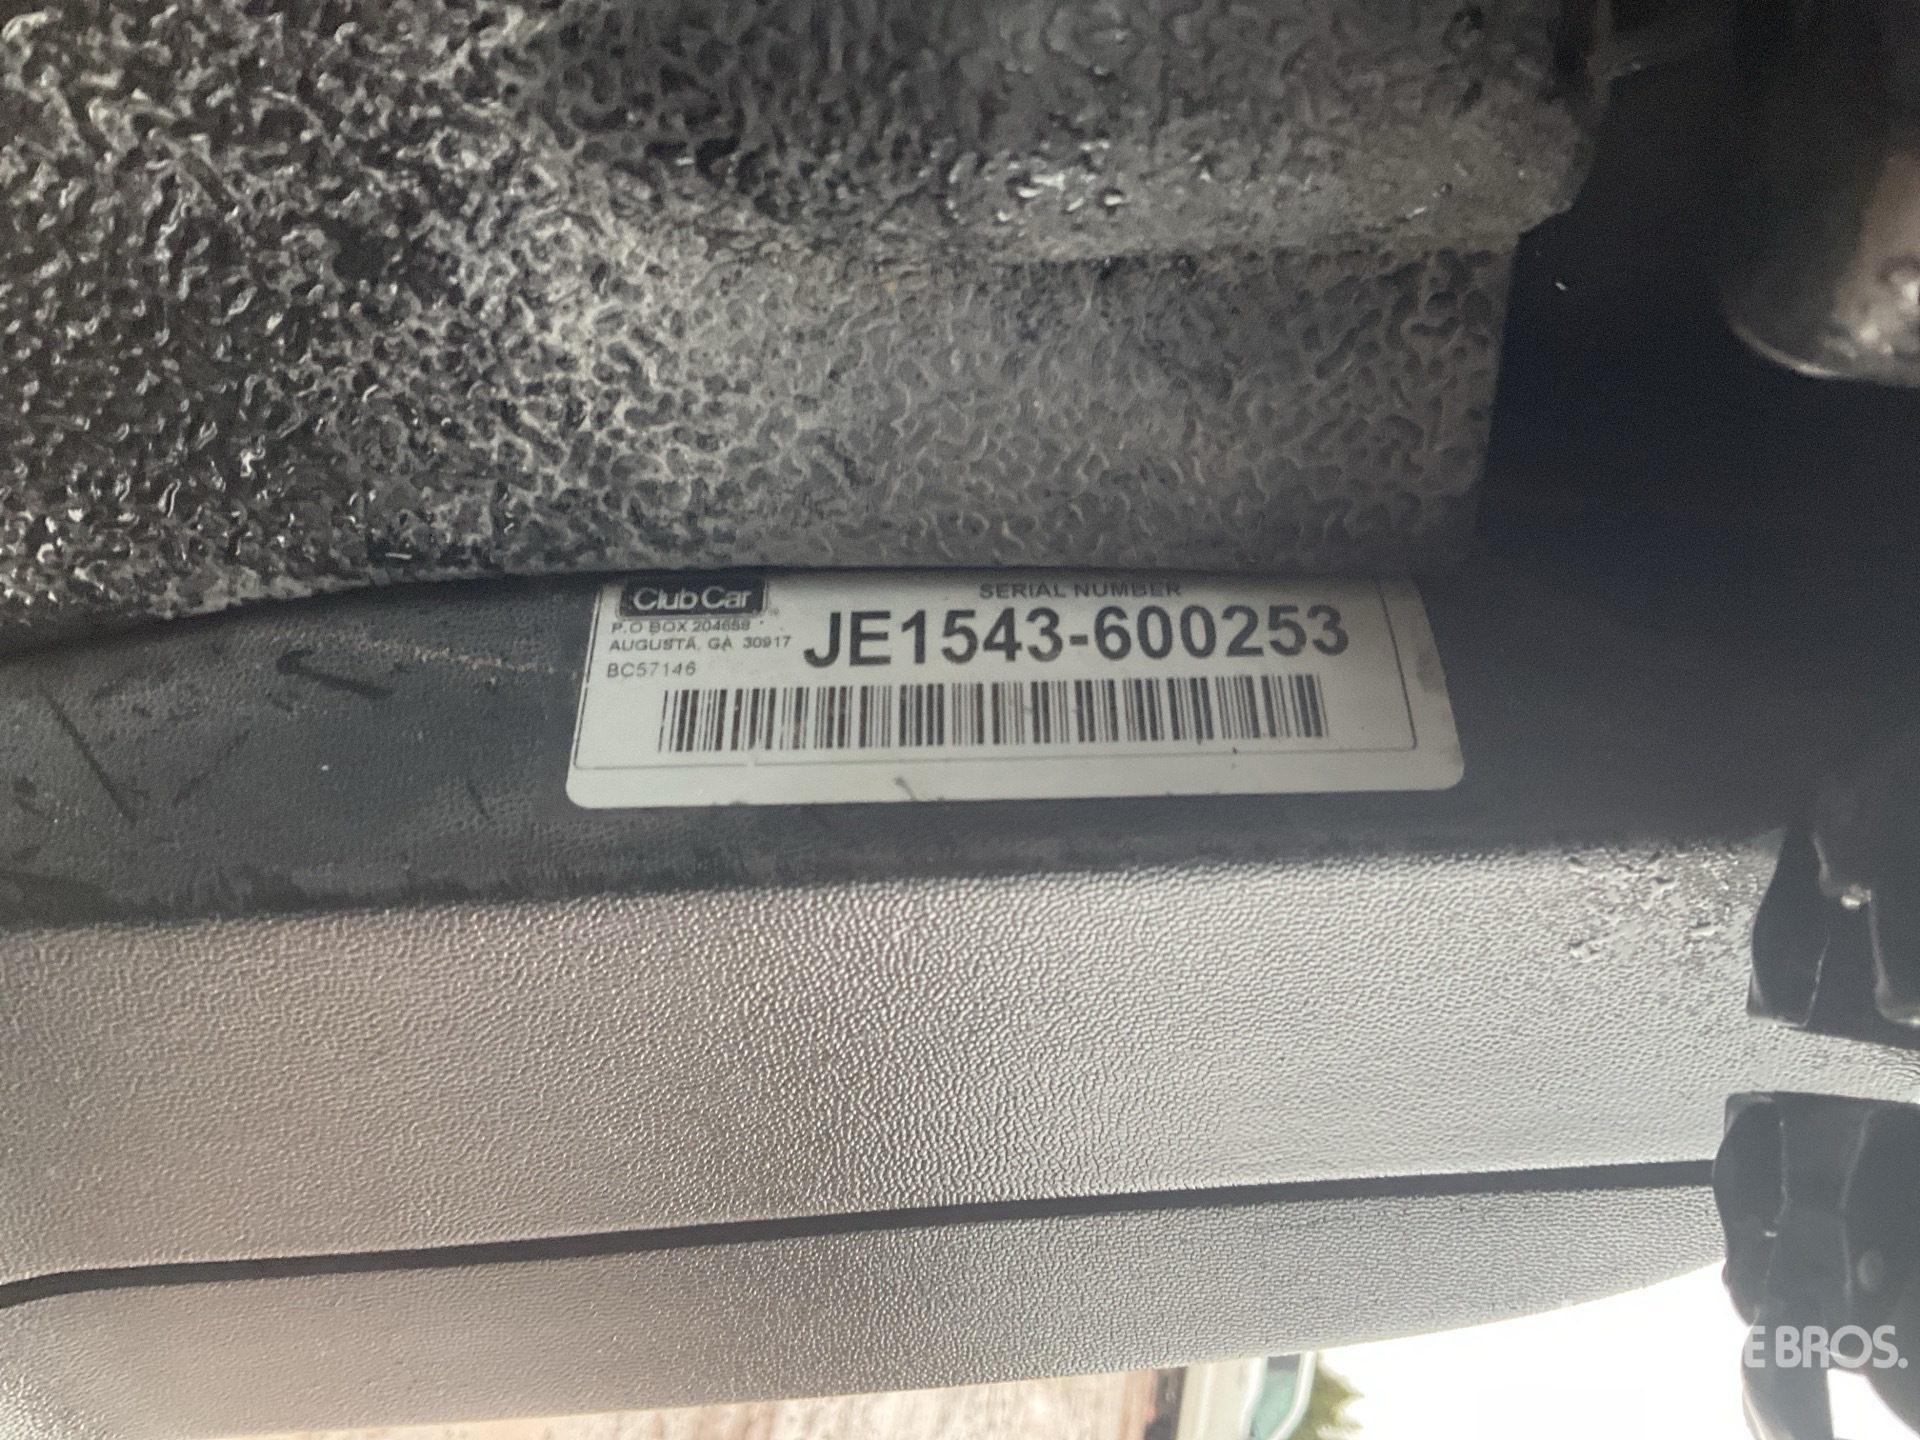 Club Car
P.O BOX 204658
AUGUSTA, GA 30917
BC57146
SERIAL NUMBER
JE1543-600253
E BROS.